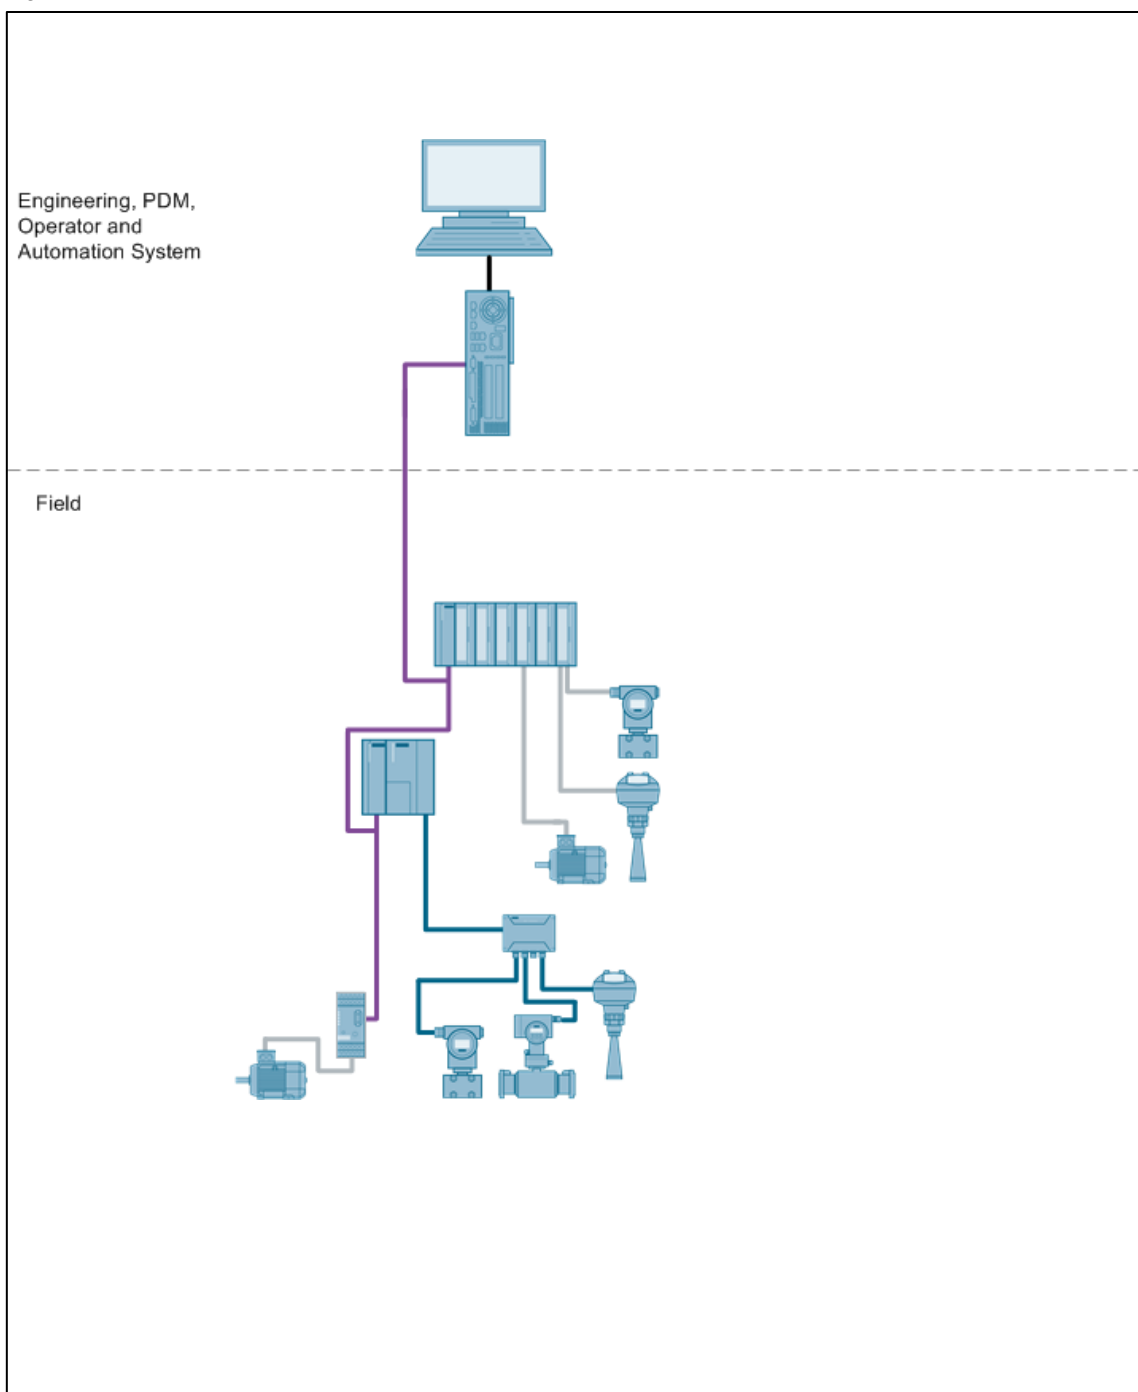 Engineering, PDM,
Operator and
Automation System
Field